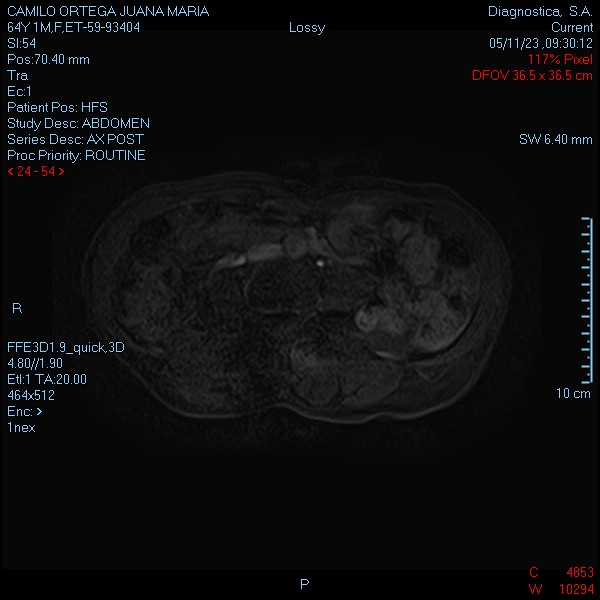 CAMILO ORTEGA JUANA MARIA
64Y 1M,F,ET-59-93404
SI:54
Pos:70.40 mm
Tra
Ec:1
Patient Pos: HFS
Study Desc: ABDOMEN
Series Desc: AX POST
Proc Priority: ROUTINE
< 24 - 54 >
Lossy
Diagnostica, S.A.
Current
05/11/23 ,09:30:12
117% Pixel
DFOV 36.5 x 36.5 cm
SW 6.40 mm
R
FFE3D1.9_quick,3D
4.80//1.90
Etl:1 TA:20.00
464x512
Enc: >
1nex
10 cm
P
C 4853
W 10294